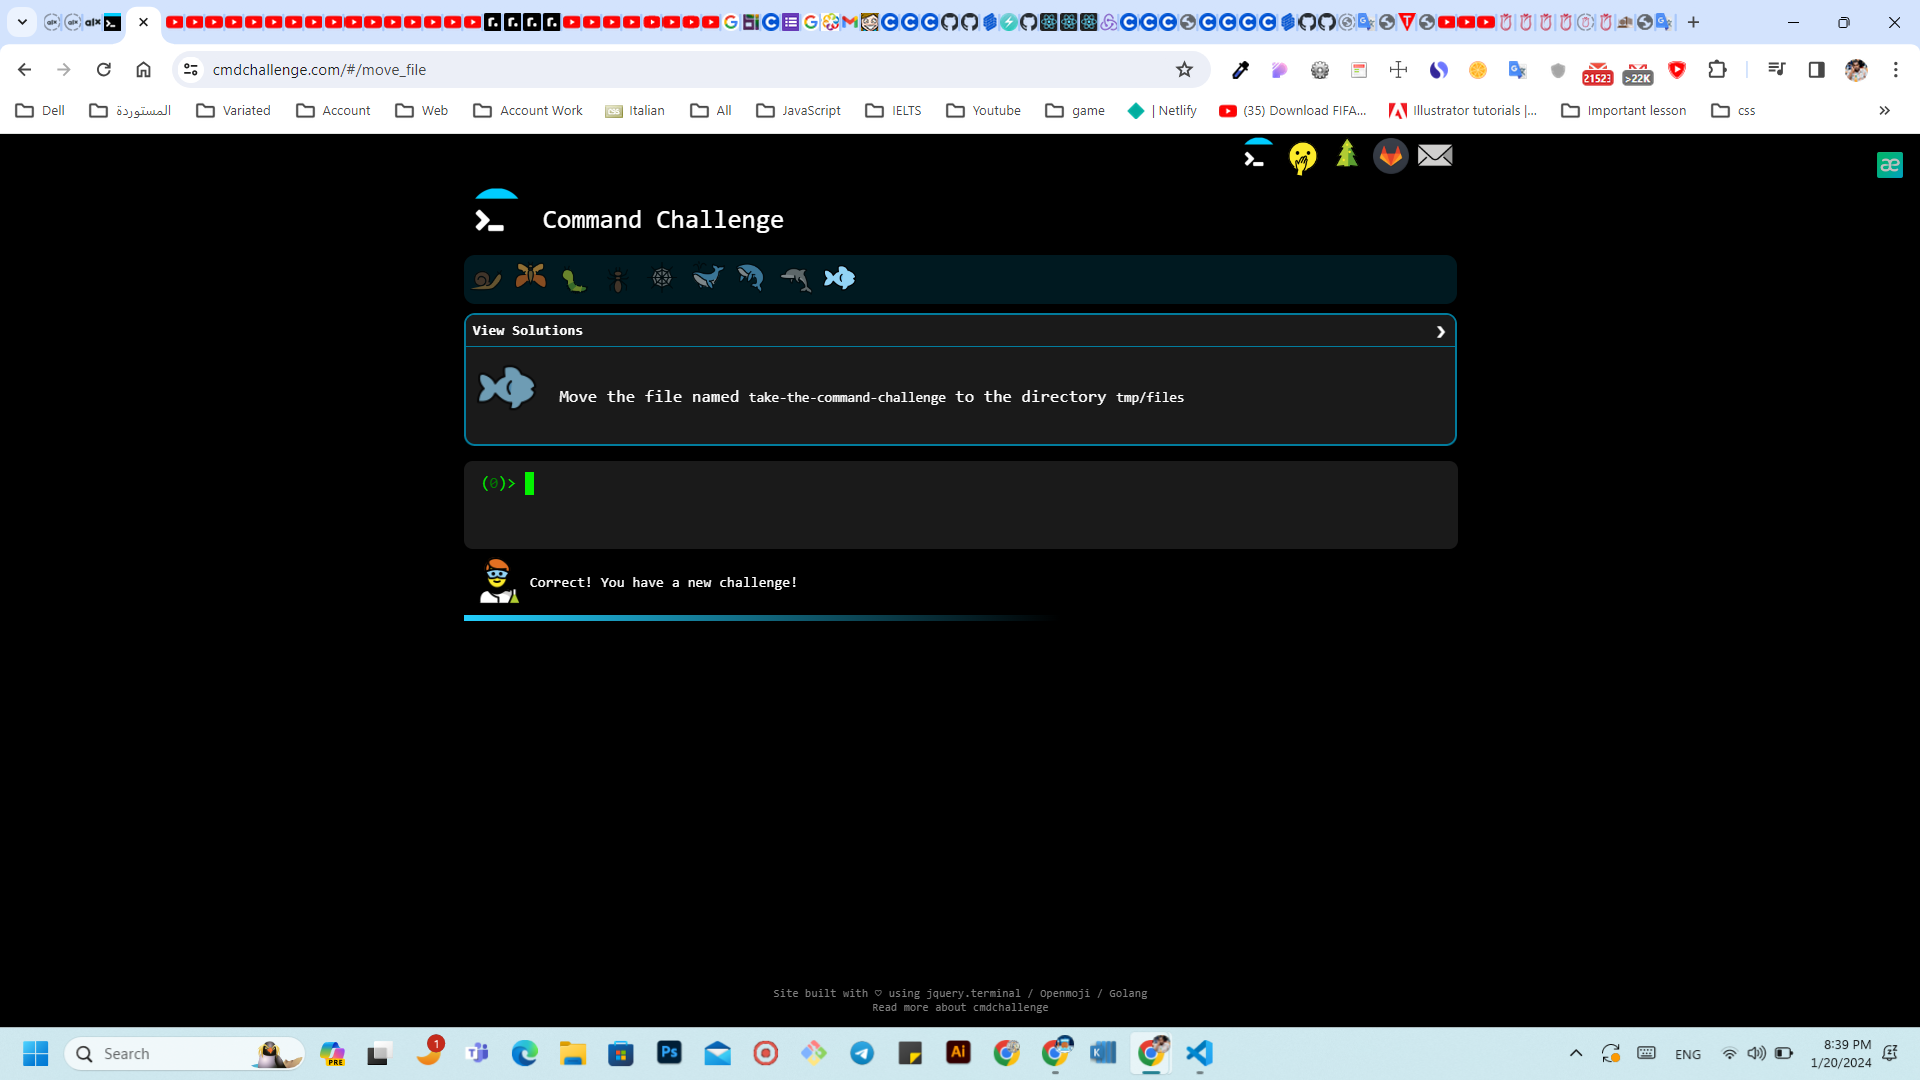 cmdchallenge.com/#/move_file
21523
>22K
Dell
المستوردة
Variated
Account
Web
Account Work
Italian
All
JavaScript
IELTS
Youtube
game
| Netlify
(35) Download FIFA...
Illustrator tutorials |...
Important lesson
css
æ
Command Challenge
View Solutions
Move the file named take-the-command-challenge to the directory tmp/files
(0)>
Correct! You have a new challenge!
Site built with ♡ using jquery.terminal / Openmoji / Golang
Read more about cmdchallenge
Search
PRE
1
Ps
Ai
K
ENG
8:39 PM
1/20/2024